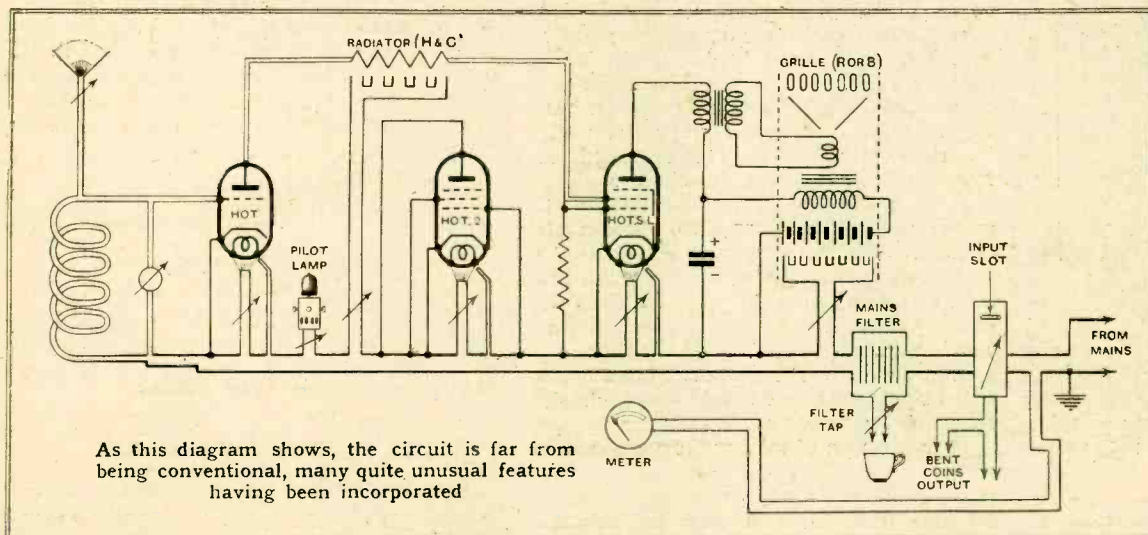 RADIATOR (H & C)
GRILLE (R OR B)
HOT
HOT. 2
HOT. S. L
PILOT
LAMP
+
−
INPUT
SLOT
MAINS
FILTER
FROM
MAINS
FILTER
TAP
METER
BENT
COINS
OUTPUT
As this diagram shows, the circuit is far from
being conventional, many quite unusual features
having been incorporated